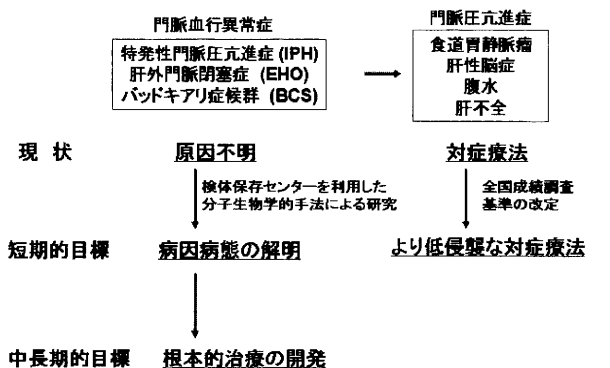 門脈血行異常症
特発性門脈圧亢進症 (IPH)
肝外門脈閉塞症 (EHO)
バッドキアリ症候群 (BCS)
門脈圧亢進症
食道胃静脈瘤
肝性脳症
腹水
肝不全
現 状
原因不明
対症療法
検体保存センターを利用した
分子生物学的手法による研究
全国成績調査
基準の改定
短期的目標
病因病態の解明
より低侵襲な対症療法
中長期的目標
根本的治療の開発